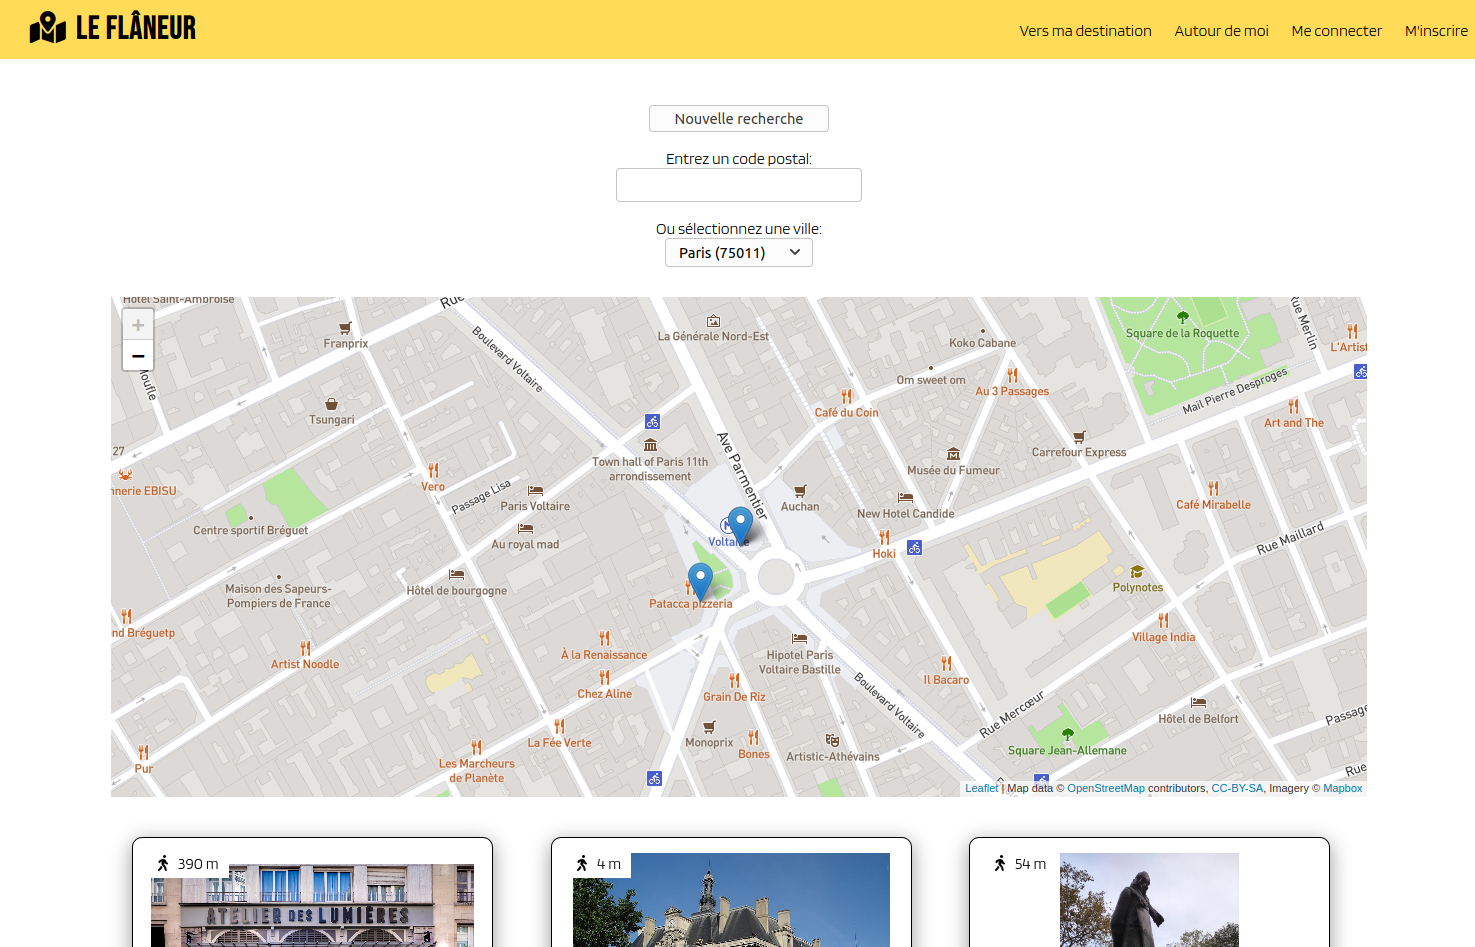 LE FLÂNEUR
Vers ma destination
Autour de moi
Me connecter
M'inscrire
Nouvelle recherche
Entrez un code postal:
Ou sélectionnez une ville:
Paris (75011)
Hôtel Saint-Ambroise
Rue
La Générale Nord-Est
Square de la Roquette
Rue Merlin
+
−
Franprix
Boulevard Voltaire
Koko Cabane
L'Artist
Moufle
Om sweet om
Au 3 Passages
Mail Pierre Desproges
Tsungari
Café du Coin
Art and The
27
Ave Parmentier
Town hall of Paris 11th
arrondissement
Musée du Fumeur
Carrefour Express
nnerie EBISU
Vero
Passage Lisa
Paris Voltaire
Auchan
New Hotel Candide
Café Mirabelle
Centre sportif Bréguet
Au royal mad
Voltaire
Hoki
Rue Maillard
Maison des Sapeurs-
Pompiers de France
Hôtel de bourgogne
Patacca pizzeria
Polynotes
nd Bréguetp
Village India
Artist Noodle
À la Renaissance
Hipotel Paris
Voltaire Bastille
Il Bacaro
Chez Aline
Grain De Riz
Boulevard Voltaire
Rue Mercœur
Hôtel de Belfort
Passage
La Fée Verte
Monoprix
Bones
Artistic-Athévains
Square Jean-Allemane
Pur
Les Marcheurs
de Planète
Rue
Leaflet | Map data © OpenStreetMap contributors, CC-BY-SA, Imagery © Mapbox
390 m
4 m
54 m
ATELIER DES LUMIÈRES